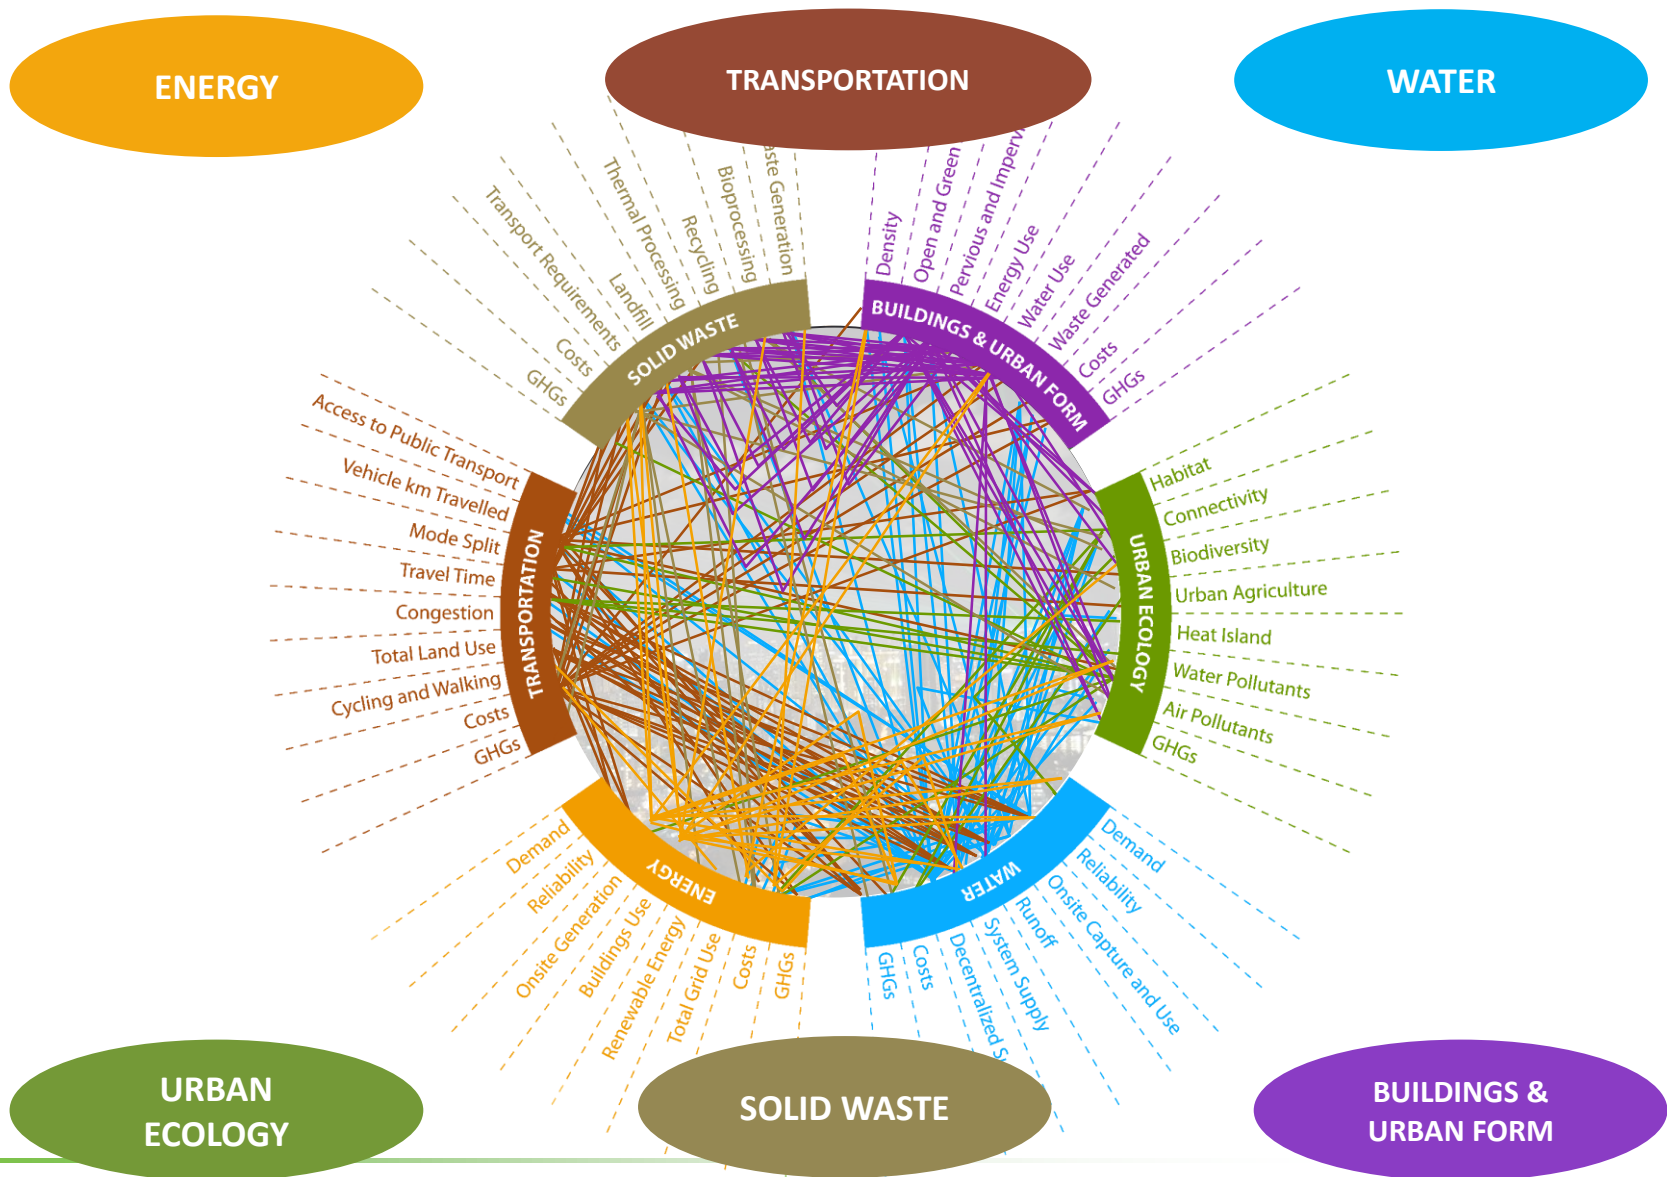 ENERGY
TRANSPORTATION
WATER
SOLID WASTE
GHGs
Costs
Transport Requirements
Landfill
Thermal Processing
Recycling
Bioprocessing
Generation
BUILDINGS & URBAN FORM
Density
Open and Green
Pervious and
Energy Use
Water Use
Waste Generated
Costs
GHGs
URBAN ECOLOGY
Habitat
Connectivity
Biodiversity
Urban Agriculture
Heat Island
Water Pollutants
Air Pollutants
GHGs
TRANSPORTATION
Access to Public Transport
Vehicle km Travelled
Mode Split
Travel Time
Congestion
Total Land Use
Cycling and Walking
Costs
GHGs
ENERGY
Demand
Reliability
Onsite Generation
Buildings Use
Renewable Energy
Total Grid Use
Costs
GHGs
WATER
GHGs
Costs
Decentralized
System Supply
Runoff
Onsite Capture and Use
Reliability
Demand
URBAN
ECOLOGY
SOLID WASTE
BUILDINGS &
URBAN FORM